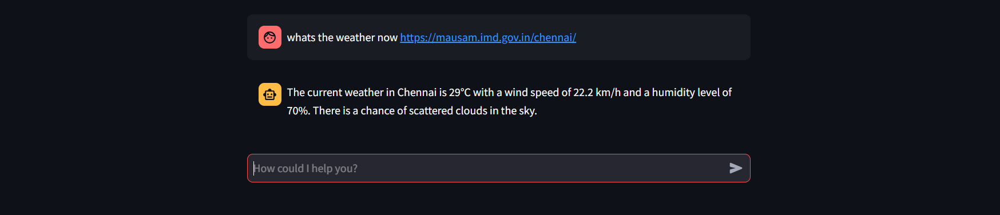 whats the weather now https://mausam.imd.gov.in/chennai/
The current weather in Chennai is 29°C with a wind speed of 22.2 km/h and a humidity level of
70%. There is a chance of scattered clouds in the sky.
How could I help you?